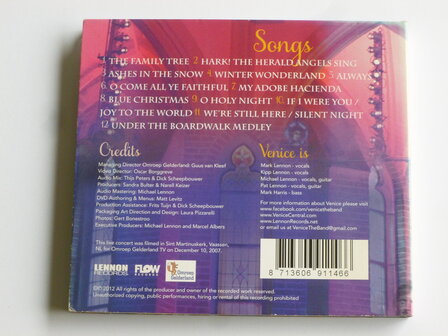 Songs
1 THE FAMILY TREE 2 HARK! THE HERALD ANGELS SING
3 ASHES IN THE SNOW 4 WINTER WONDERLAND 5 ALWAYS
6 O COME ALL YE FAITHFUL 7 MY ADOBE HACIENDA
8 BLUE CHRISTMAS 9 O HOLY NIGHT 10 IF I WERE YOU /
JOY TO THE WORLD 11 WE'RE STILL HERE / SILENT NIGHT
12 UNDER THE BOARDWALK MEDLEY
Credits
Managing Director Omroep Gelderland: Guus van Kleef
Video Director: Oscar Borggreve
Audio Mix: Thijs Peters & Dick Scheepbouwer
Producers: Sandra Bulter & Narell Keizer
Audio Mastering: Michael Lennon
DVD Authoring & Menus: Matt Levitz
Production Assistance: Frits Tuijn & Dick Scheepbouwer
Packaging Art Direction and Design: Laura Pizzarelli
Photos: Gert Bonestroo
Executive Producers: Michael Lennon and Marcel Albers
This live concert was filmed in Sint Martinuskerk, Vaassen,
NL for Omroep Gelderland TV on December 10, 2007.
Venice is
Mark Lennon - vocals
Kipp Lennon - vocals
Michael Lennon - vocals, guitar
Pat Lennon - vocals, guitar
Mark Harris - bass
For more information about Venice please visit
www.facebook.com/venicetheband
www.VeniceCentral.com
www.LennonRecords.net
or email us at VeniceTheBand@gmail.com
LENNON
RECORDS
FLOW
RECORDS
Omroep
Gelderland
8 713606 911466
© 2012 All rights of the producer and owner of the recorded work reserved.
Unauthorized copying, public performances, hiring or rental of this recording prohibited